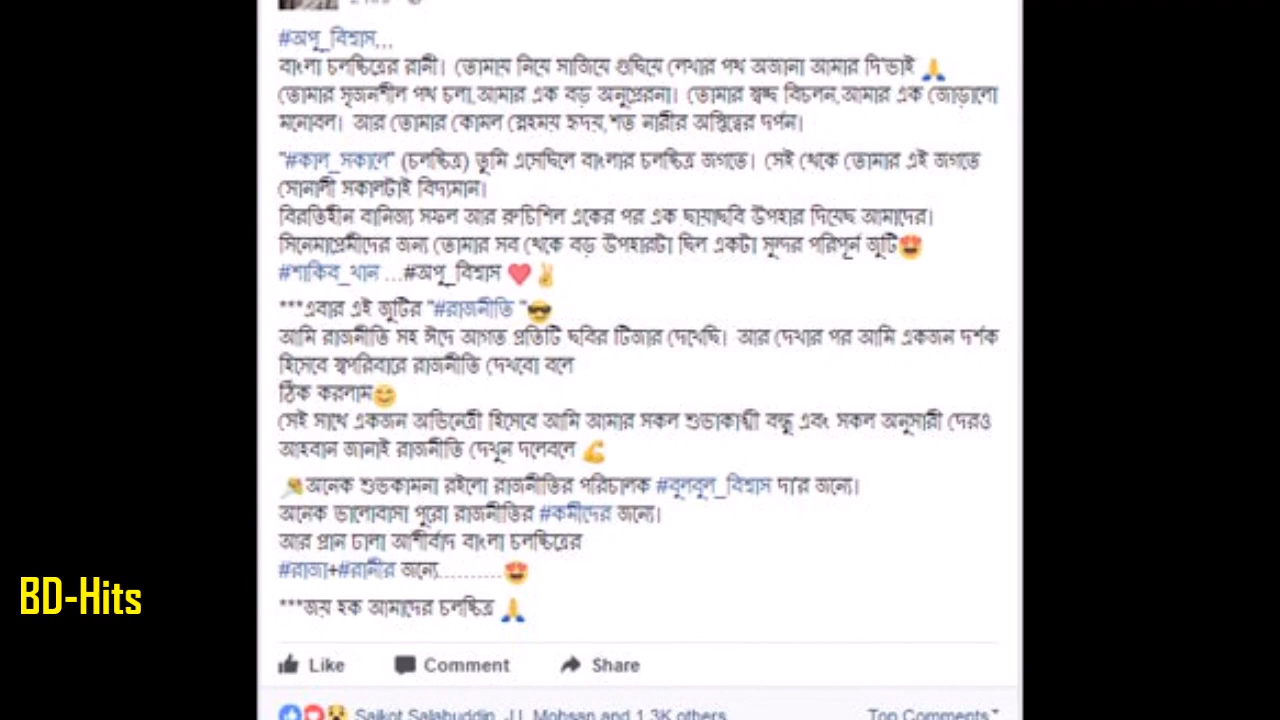 #অপু_বিশ্বাস...
বাংলা চলচ্চিত্রের রানী। তোমায় নিয়ে সাজিয়ে গুছিয়ে লেখার পথ অজানা আমার দি'ভাই 🙏
তোমার সৃজনশীল পথ চলা,আমার এক বড় অনুপ্রেরনা। তোমার স্বচ্ছ বিচলন,আমার এক জোড়ালো
মনোবল। আর তোমার কোমল স্নেহময় হৃদয়,শত নারীর অস্তিত্বের দর্পন।
"#কাল_সকালে" (চলচ্চিত্র) তুমি এসেছিলে বাংলার চলচ্চিত্র জগতে। সেই থেকে তোমার এই জগতে
সোনালী সকালটাই বিদ্যমান।
বিরতিহীন বানিজ্য সফল আর রুচিশিল একের পর এক ছায়াছবি উপহার দিয়েছ আমাদের।
সিনেমাপ্রেমীদের জন্য তোমার সব থেকে বড় উপহারটা ছিল একটা সুন্দর পরিপূর্ন জুটি😍
#শাকিব_খান ...#অপু_বিশ্বাস ❤️✌️
***এবার এই জুটির "#রাজনীতি "😎
আমি রাজনীতি সহ ঈদে আগত প্রতিটি ছবির টিজার দেখেছি। আর দেখার পর আমি একজন দর্শক
হিসেবে স্বপরিবারে রাজনীতি দেখবো বলে
ঠিক করলাম😊
সেই সাথে একজন অভিনেত্রী হিসেবে আমি আমার সকল শুভাকাঙ্খী বন্ধু এবং সকল অনুসারী দেরও
আহবান জানাই রাজনীতি দেখুন দলেবলে 💪
💐অনেক শুভকামনা রইলো রাজনীতির পরিচালক #বুলবুল_বিশ্বাস দা'র জন্যে।
অনেক ভালোবাসা পুরো রাজনীতির #কর্মীদের জন্যে।
আর প্রান ঢালা আশীর্বাদ বাংলা চলচ্চিত্রের
#রাজা+#রানীর জন্যে...........😍
***জয় হক আমাদের চলচ্চিত্র 🙏
BD-Hits
Like Comment Share
Saikot Salahuddin, J.I. Mohsan and 1.3K others Top Comments